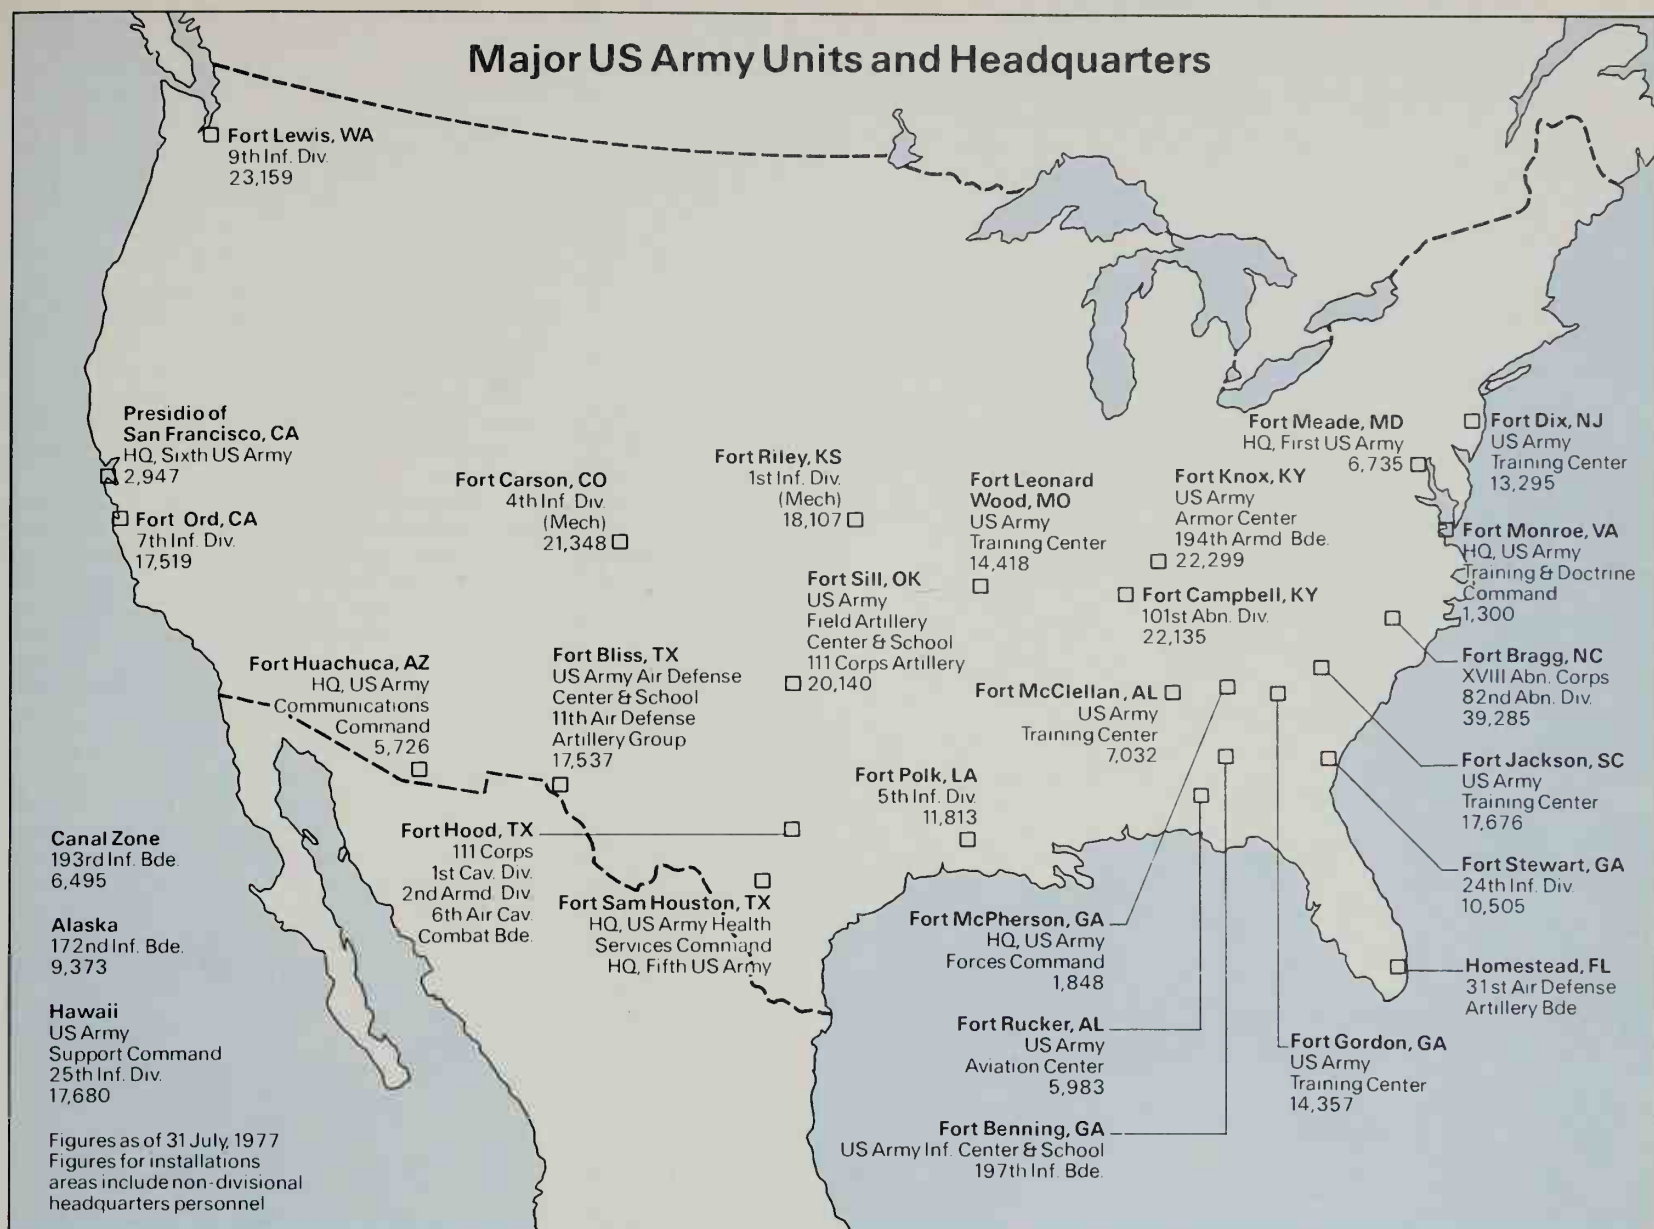 Major US Army Units and Headquarters
Fort Lewis, WA
9th Inf. Div.
23,159
Presidio of
San Francisco, CA
HQ, Sixth US Army
2,947
Fort Ord, CA
7th Inf. Div.
17,519
Fort Carson, CO
4th Inf. Div.
(Mech)
21,348
Fort Riley, KS
1st Inf. Div.
(Mech)
18,107
Fort Leonard
Wood, MO
US Army
Training Center
14,418
Fort Knox, KY
US Army
Armor Center
194th Armd Bde.
22,299
Fort Meade, MD
HQ, First US Army
6,735
Fort Dix, NJ
US Army
Training Center
13,295
Fort Monroe, VA
HQ, US Army
Training & Doctrine
Command
1,300
Fort Sill, OK
US Army
Field Artillery
Center & School
111 Corps Artillery
20,140
Fort Campbell, KY
101st Abn. Div.
22,135
Fort Huachuca, AZ
HQ, US Army
Communications
Command
5,726
Fort Bliss, TX
US Army Air Defense
Center & School
11th Air Defense
Artillery Group
17,537
Fort McClellan, AL
US Army
Training Center
7,032
Fort Bragg, NC
XVIII Abn. Corps
82nd Abn. Div.
39,285
Fort Jackson, SC
US Army
Training Center
17,676
Fort Polk, LA
5th Inf. Div.
11,813
Fort Hood, TX
111 Corps
1st Cav. Div.
2nd Armd. Div.
6th Air Cav.
Combat Bde.
Fort Sam Houston, TX
HQ, US Army Health
Services Command
HQ, Fifth US Army
Fort Stewart, GA
24th Inf. Div.
10,505
Fort McPherson, GA
HQ, US Army
Forces Command
1,848
Homestead, FL
31st Air Defense
Artillery Bde
Fort Rucker, AL
US Army
Aviation Center
5,983
Fort Gordon, GA
US Army
Training Center
14,357
Fort Benning, GA
US Army Inf. Center & School
197th Inf. Bde.
Canal Zone
193rd Inf. Bde.
6,495
Alaska
172nd Inf. Bde.
9,373
Hawaii
US Army
Support Command
25th Inf. Div.
17,680
Figures as of 31 July, 1977
Figures for installations
areas include non-divisional
headquarters personnel